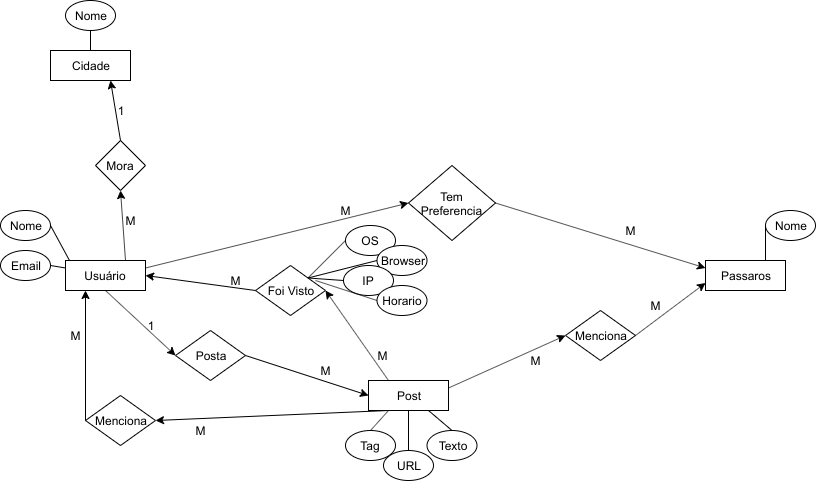 Nome
Cidade
1
Mora
M
Tem
Preferencia
M
M
Nome
Nome
Email
Usuário
OS
Browser
IP
Horario
M
Foi Visto
Passaros
1
M
M
Posta
M
M
Menciona
M
M
Post
Menciona
M
Tag
URL
Texto